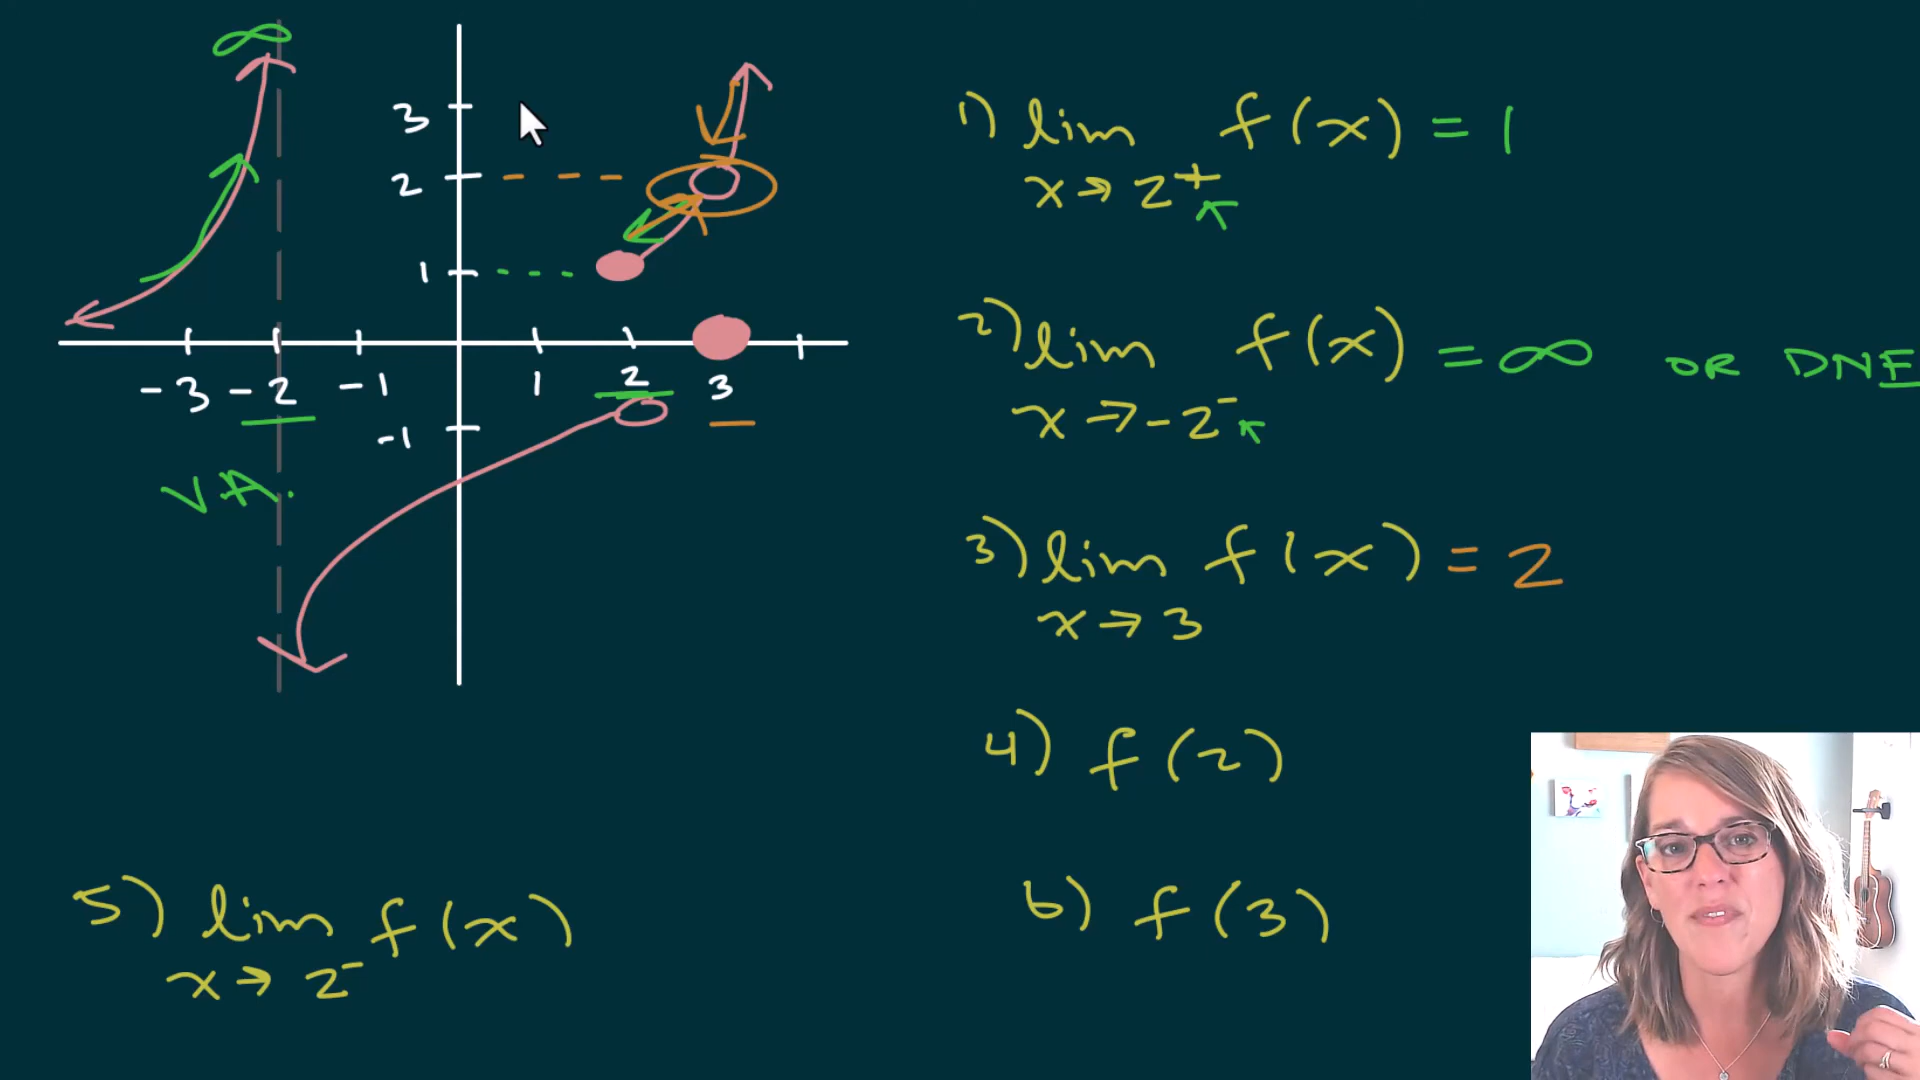 ∞
3
2
1
-3 -2 -1 1 2 3
-1
V.A.
1) lim f(x) = 1
x → 2⁺
2) lim f(x) = ∞ OR DNE
x → -2⁻
3) lim f(x) = 2
x → 3
4) f(2)
5) lim f(x)
x → 2⁻
6) f(3)